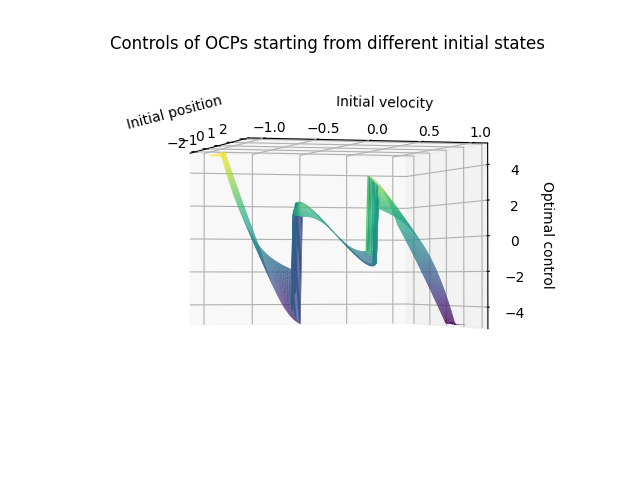 Controls of OCPs starting from different initial states
Initial position
Initial velocity
−2 −1 0 1 2
−1.0 −0.5 0.0 0.5 1.0
4
2
0
−2
−4
Optimal control